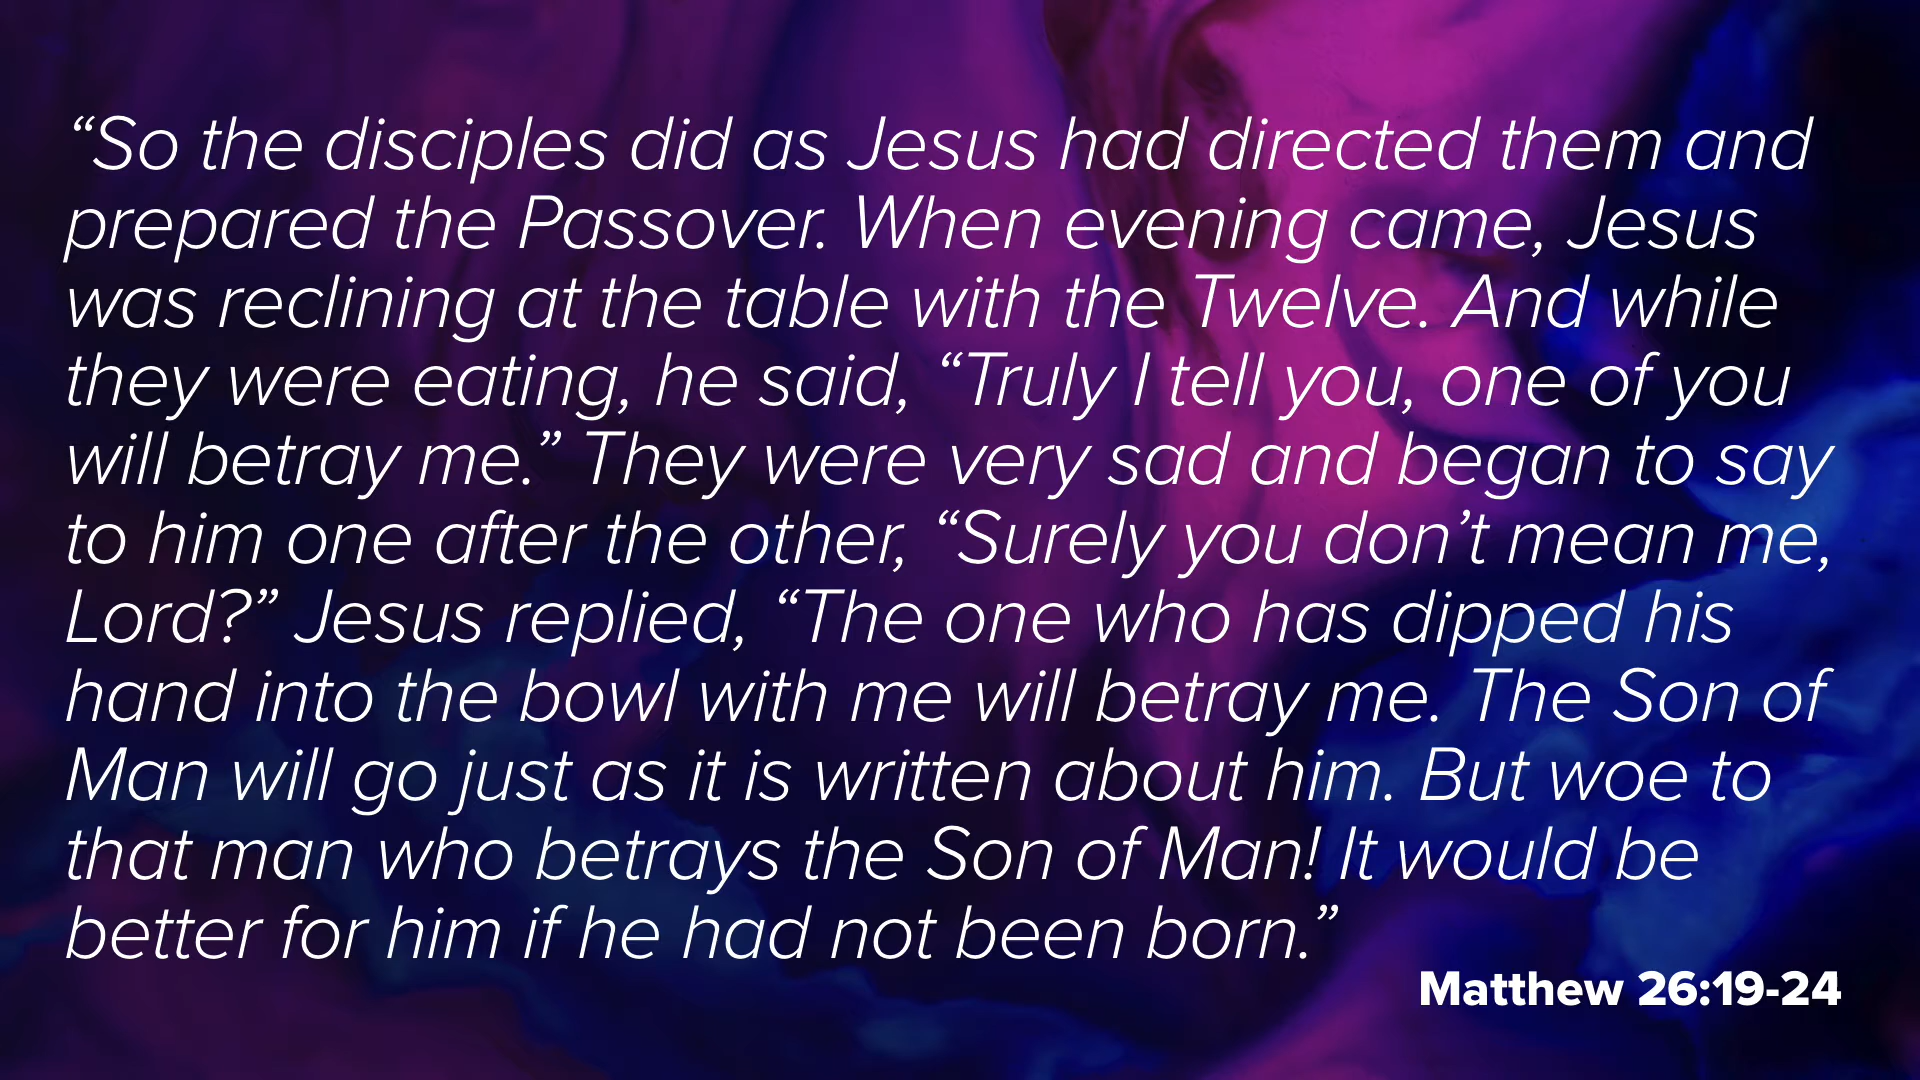 “So the disciples did as Jesus had directed them and
prepared the Passover. When evening came, Jesus
was reclining at the table with the Twelve. And while
they were eating, he said, “Truly I tell you, one of you
will betray me.” They were very sad and began to say
to him one after the other, “Surely you don’t mean me,
Lord?” Jesus replied, “The one who has dipped his
hand into the bowl with me will betray me. The Son of
Man will go just as it is written about him. But woe to
that man who betrays the Son of Man! It would be
better for him if he had not been born.”
Matthew 26:19-24